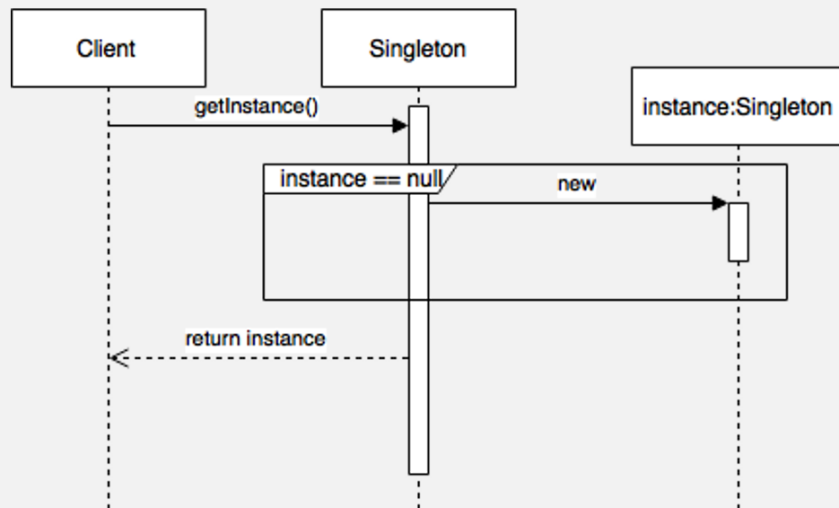 Client
Singleton
instance:Singleton
getInstance()
instance == null
new
return instance